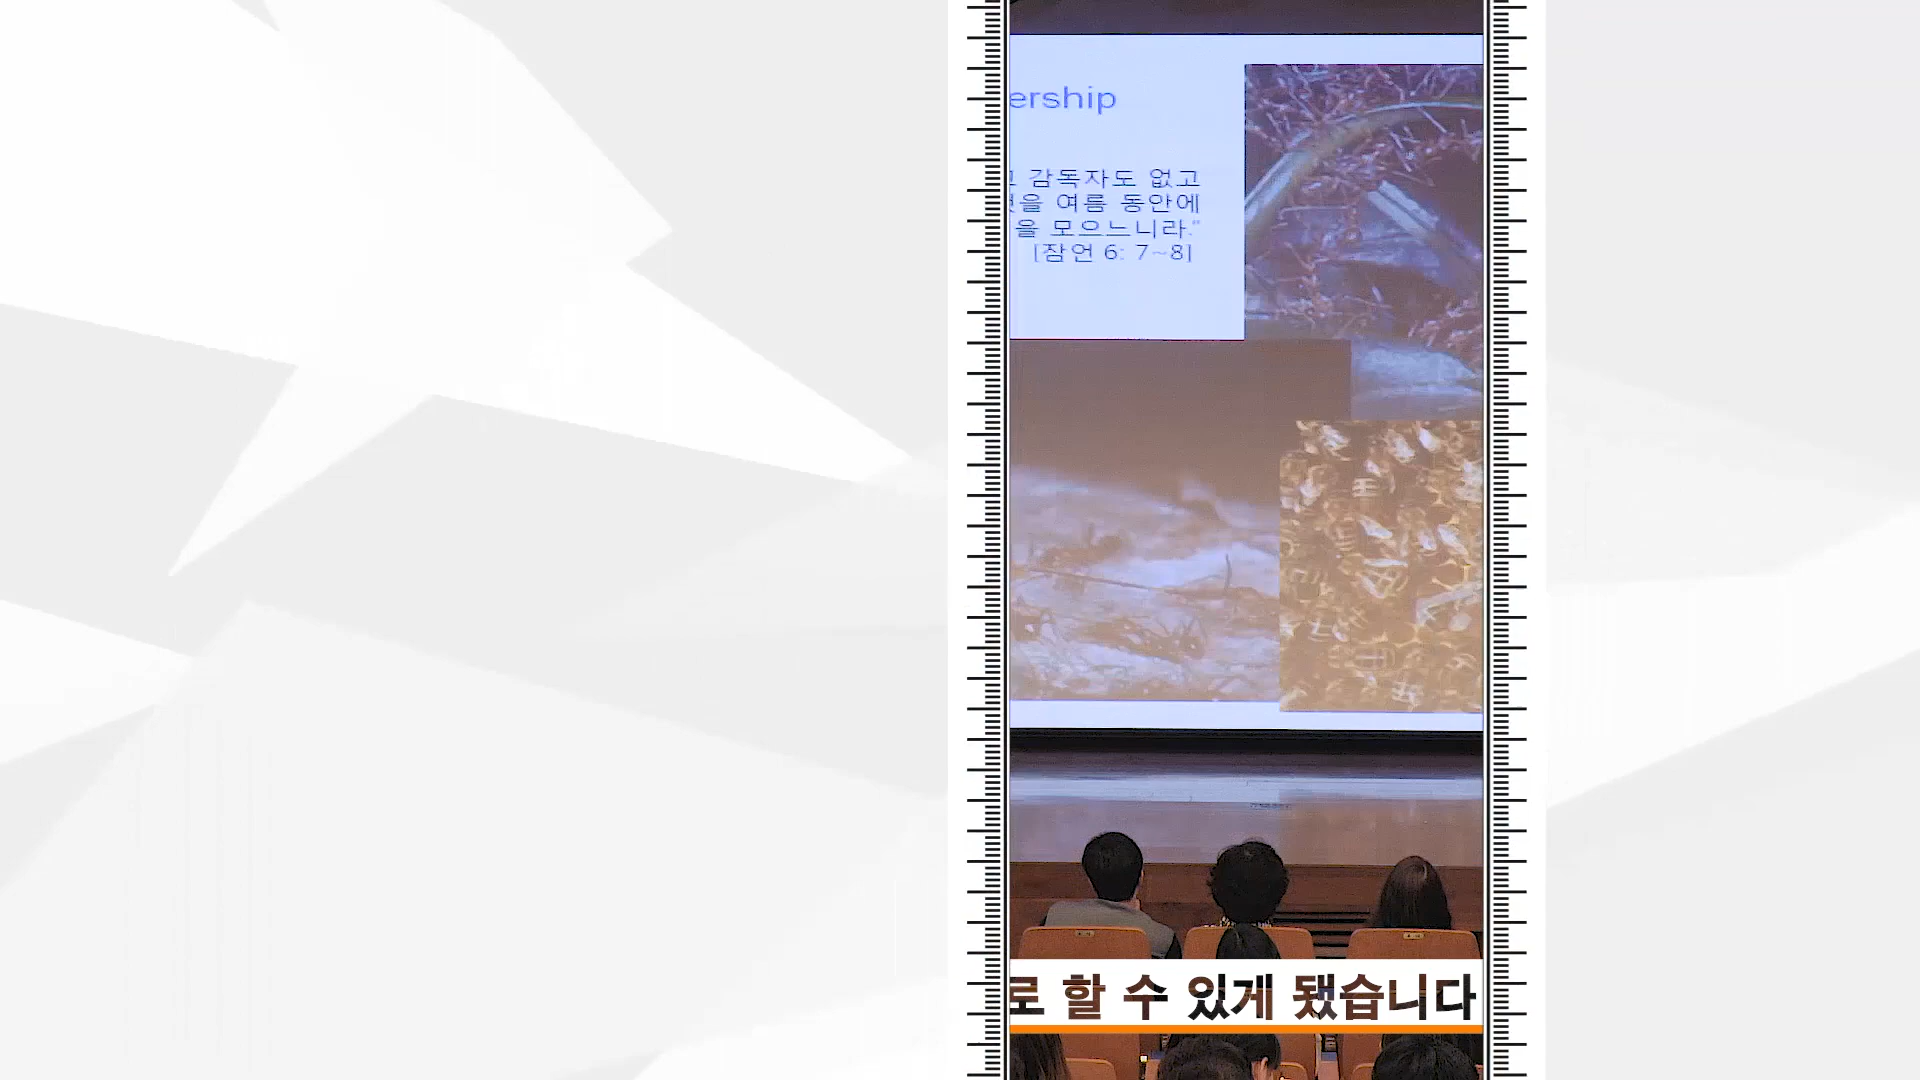 ership
감독자도 없고
을 여름 동안에
을 모으느니라."
[잠언 6: 7~8]
로 할 수 있게 됐습니다